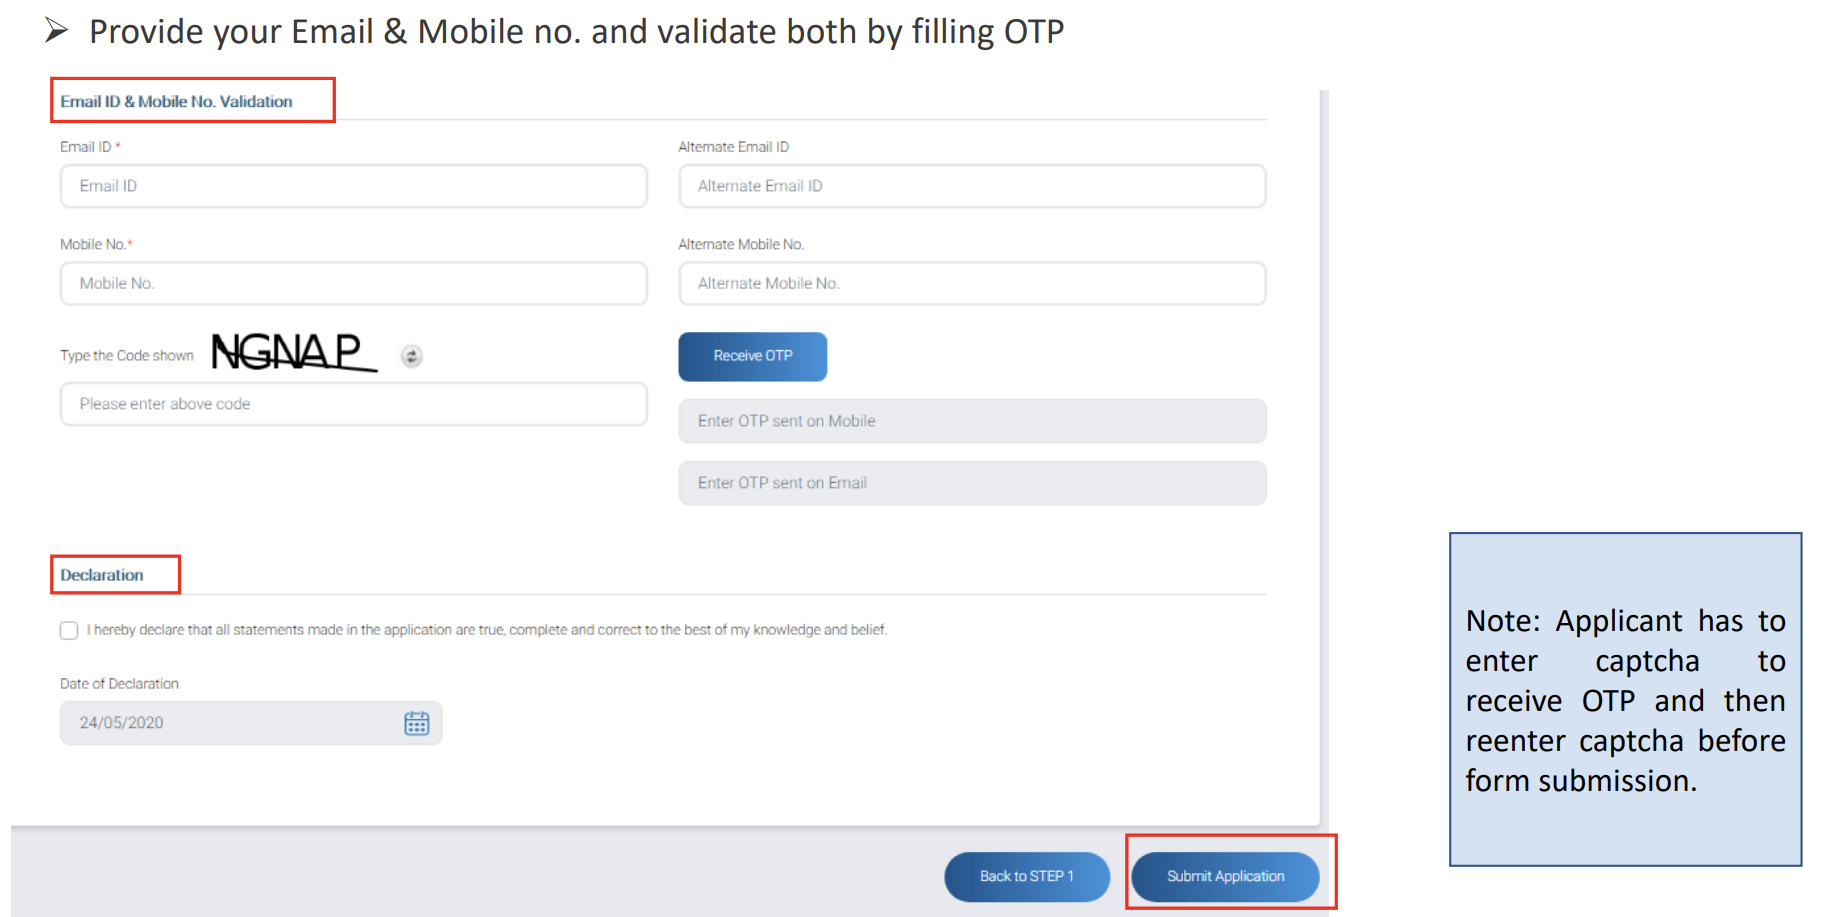 ➢ Provide your Email & Mobile no. and validate both by filling OTP
Email ID & Mobile No. Validation
Email ID *
Alternate Email ID
Email ID
Alternate Email ID
Mobile No.*
Alternate Mobile No.
Mobile No.
Alternate Mobile No.
Type the Code shown NGNAP
Receive OTP
Please enter above code
Enter OTP sent on Mobile
Enter OTP sent on Email
Declaration
I hereby declare that all statements made in the application are true, complete and correct to the best of my knowledge and belief.
Date of Declaration
24/05/2020
Note: Applicant has to
enter captcha to
receive OTP and then
reenter captcha before
form submission.
Back to STEP 1
Submit Application